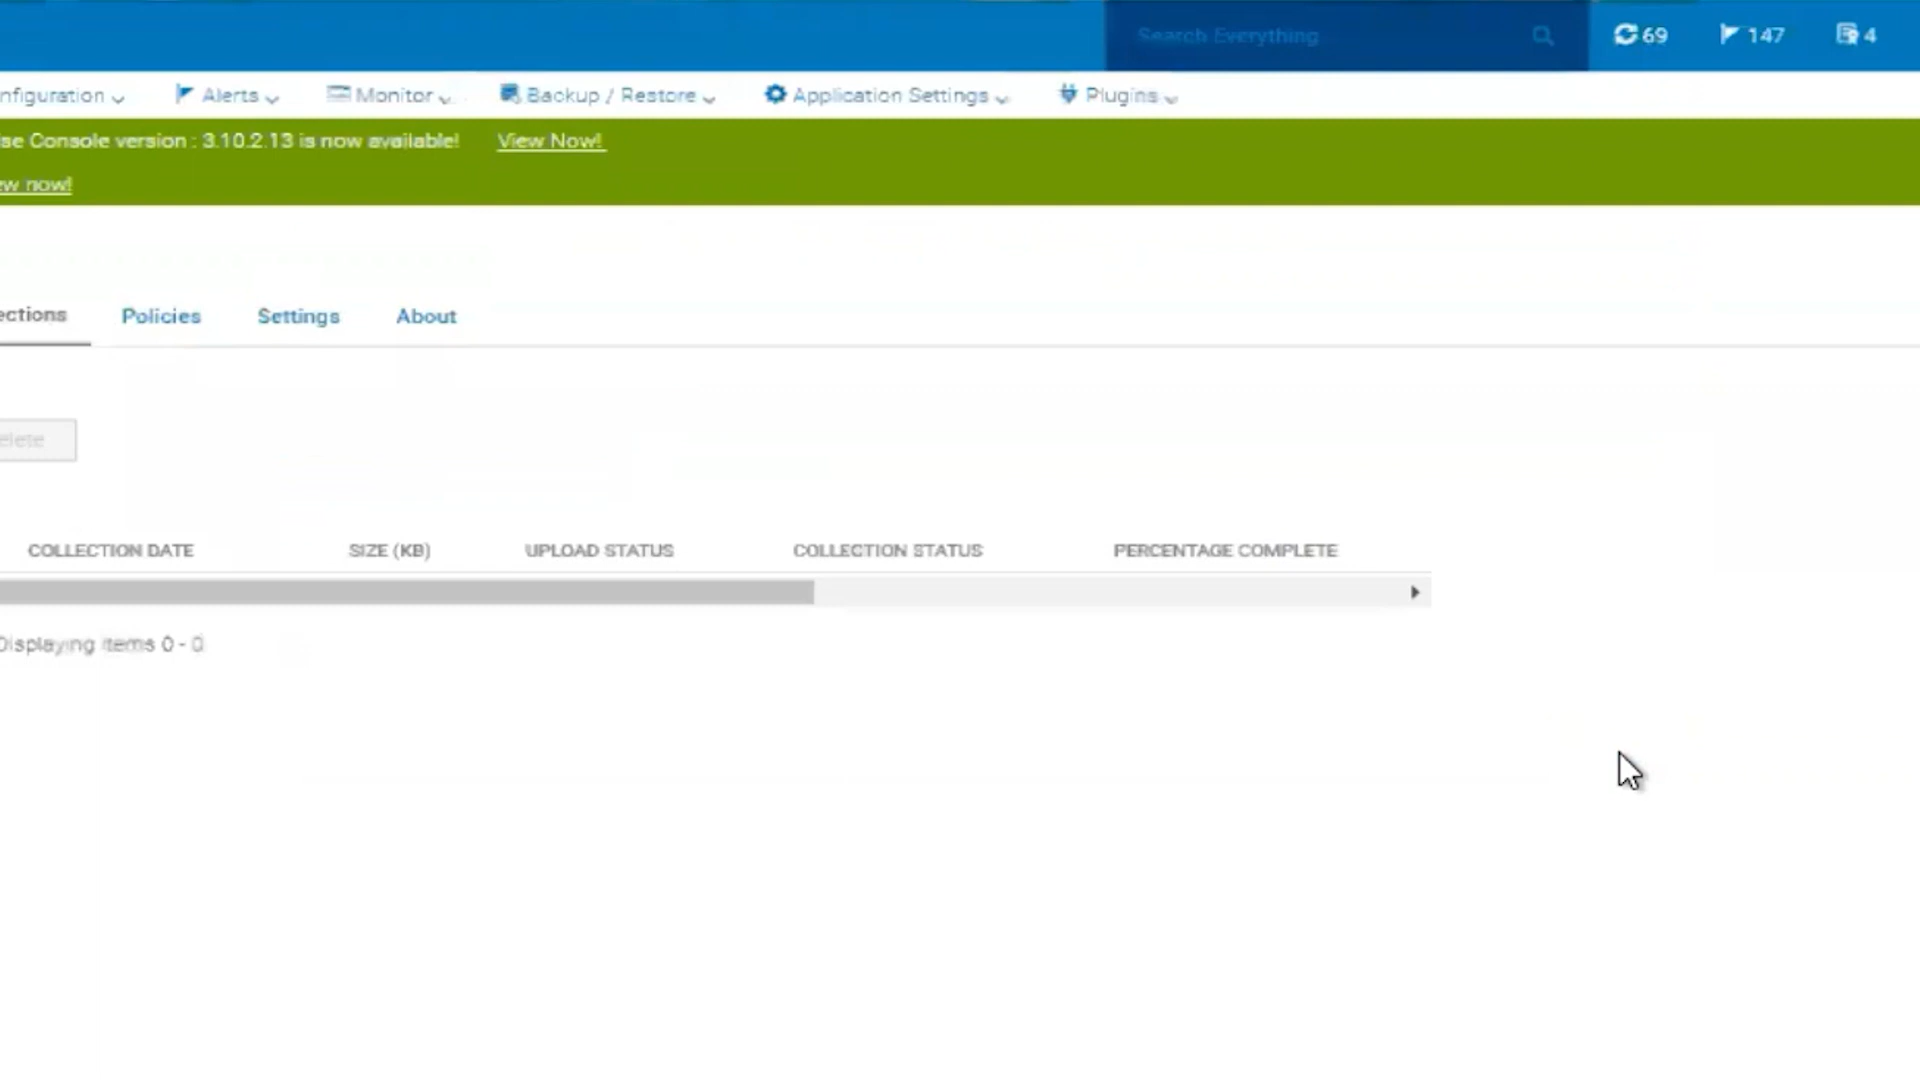 Search Everything... 69 147 4
nfiguration Alerts Monitor Backup / Restore Application Settings Plugins
se Console version : 3.10.2.13 is now available! View Now!
ew now!
ections Policies Settings About
elete
COLLECTION DATE SIZE (KB) UPLOAD STATUS COLLECTION STATUS PERCENTAGE COMPLETE
Displaying items 0 - 0